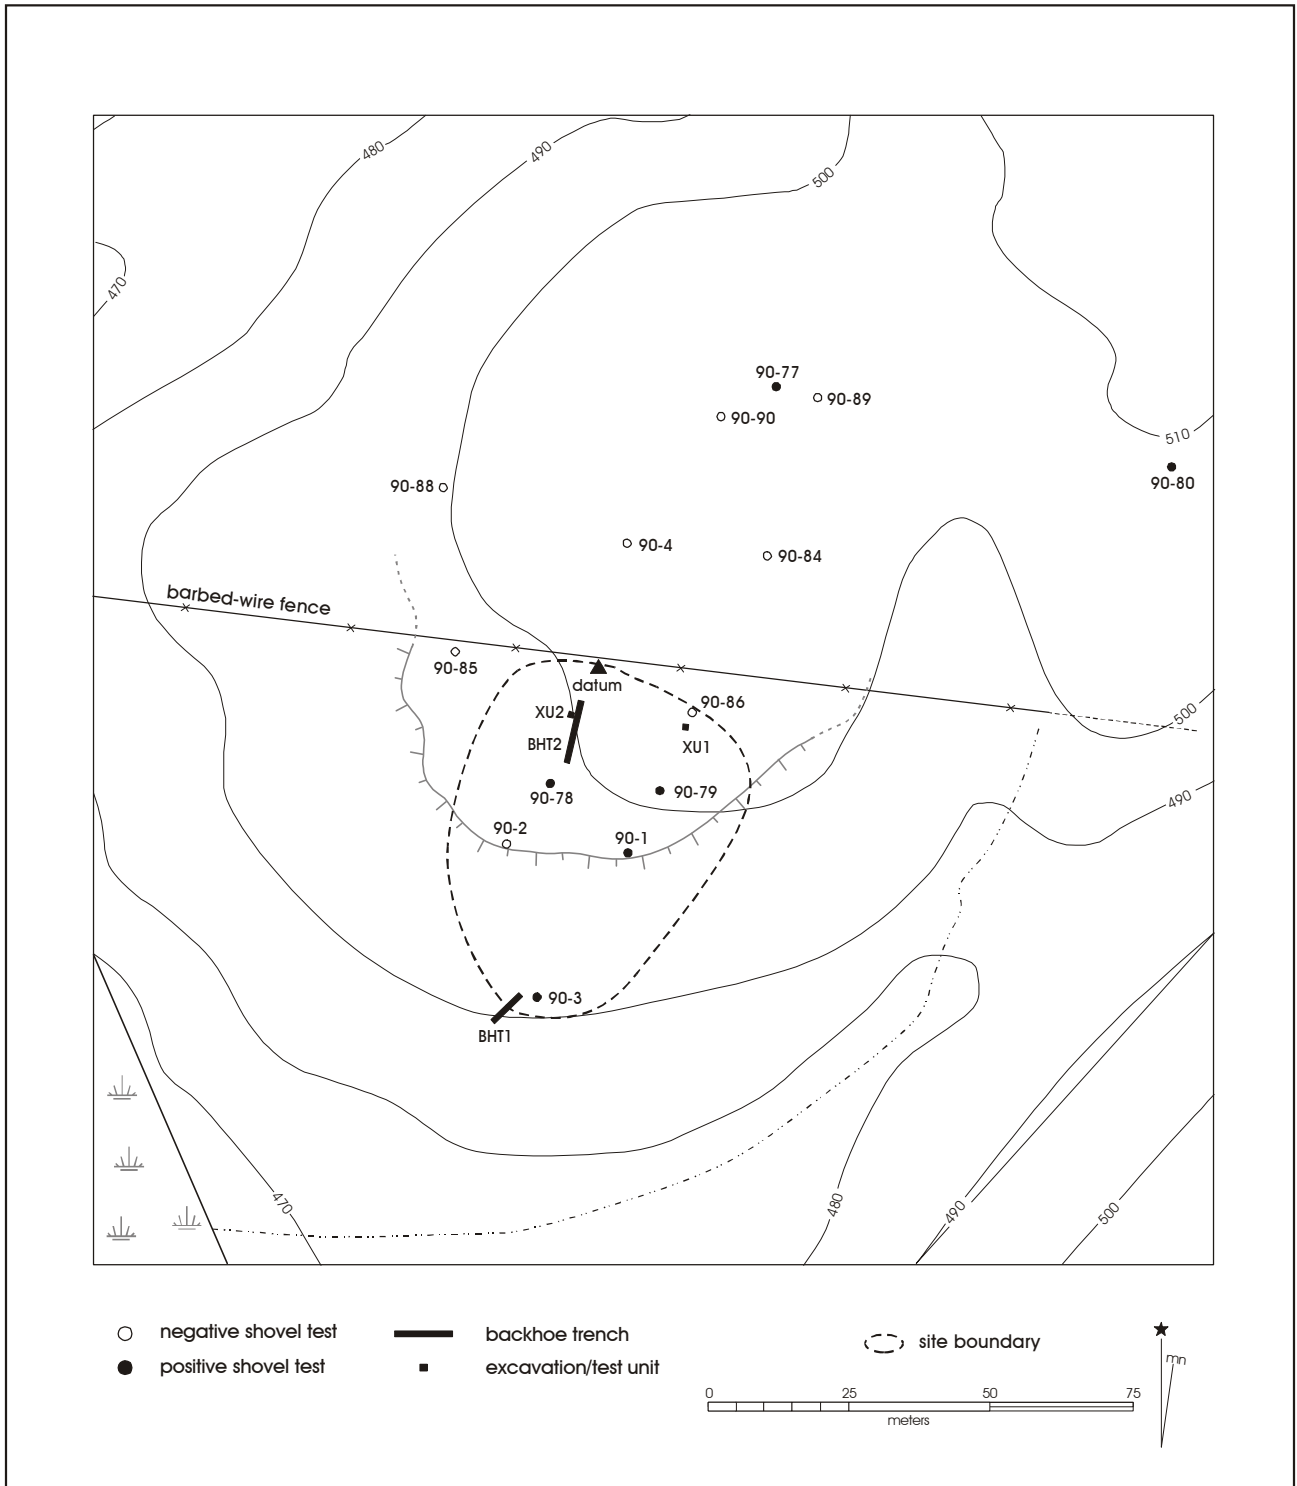 480
490
500
470
90-77
90-89
90-90
510
90-80
90-88
90-4
90-84
barbed-wire fence
90-85
datum
90-86
XU2
BHT2
XU1
500
90-78
90-79
490
90-2
90-1
90-3
BHT1
470
480
490
500
negative shovel test
backhoe trench
site boundary
positive shovel test
excavation/test unit
mn
0 25 50 75
meters